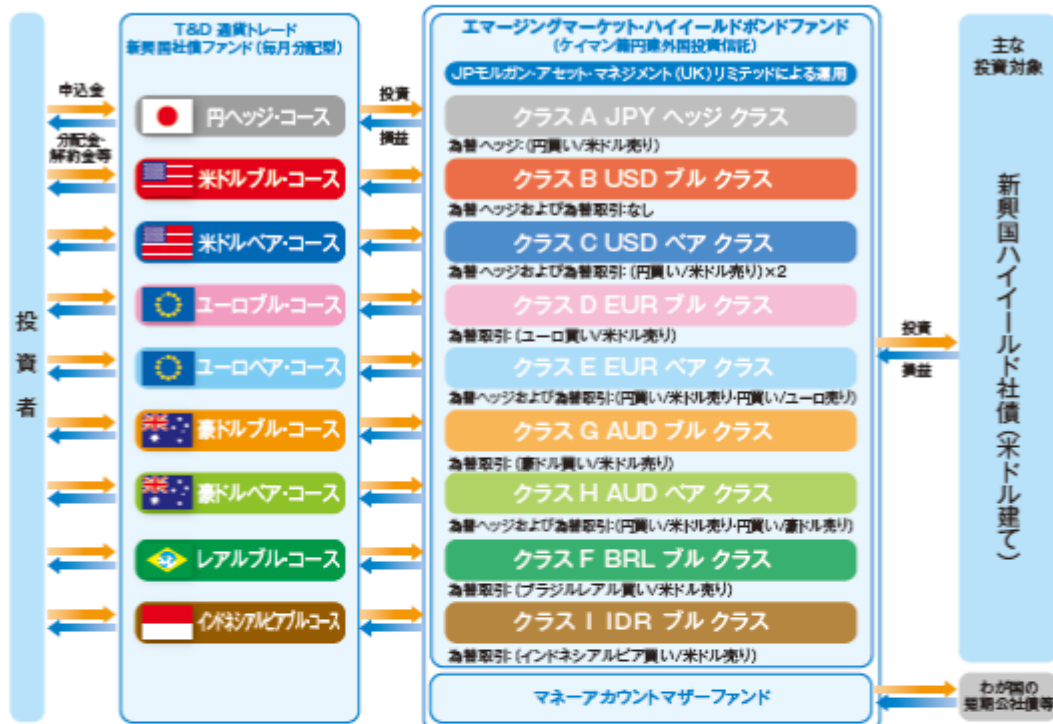 T&D 通貨トレード
新興国社債ファンド(毎月分配型)
エマージングマーケット・ハイイールドボンドファンド
(ケイマン籍円建外国投資信託)
JPモルガン・アセット・マネジメント(UK)リミテッドによる運用
主な
投資対象
申込金
投資
円ヘッジ・コース
クラス A JPY ヘッジ クラス
分配金・
解約金等
損益
為替ヘッジ:(円買い/米ドル売り)
米ドルブル・コース
クラス B USD ブル クラス
為替ヘッジおよび為替取引:なし
米ドルベア・コース
クラス C USD ベア クラス
為替ヘッジおよび為替取引:(円買い/米ドル売り)×2
ユーロブル・コース
クラス D EUR ブル クラス
為替取引:(ユーロ買い/米ドル売り)
ユーロベア・コース
クラス E EUR ベア クラス
為替ヘッジおよび為替取引:(円買い/米ドル売り・円買い/ユーロ売り)
豪ドルブル・コース
クラス G AUD ブル クラス
為替取引:(豪ドル買い/米ドル売り)
豪ドルベア・コース
クラス H AUD ベア クラス
為替ヘッジおよび為替取引:(円買い/米ドル売り・円買い/豪ドル売り)
レアルブル・コース
クラス F BRL ブル クラス
為替取引:(ブラジルレアル買い/米ドル売り)
インドネシアルピアブル・コース
クラス I IDR ブル クラス
為替取引:(インドネシアルピア買い/米ドル売り)
マネーアカウントマザーファンド
投資者
投資
損益
新興国ハイイールド社債(米ドル建て)
わが国の
短期公社債等